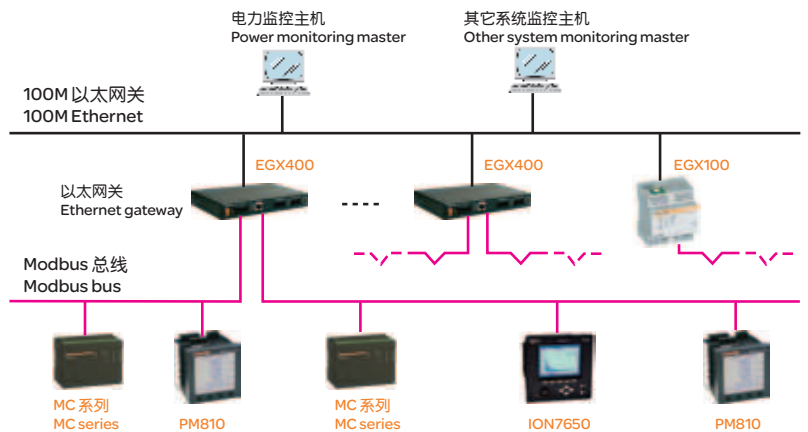 电力监控主机
Power monitoring master
其它系统监控主机
Other system monitoring master
100M 以太网关
100M Ethernet
EGX400
EGX400
EGX100
以太网关
Ethernet gateway
Modbus 总线
Modbus bus
MC 系列
MC series
PM810
MC 系列
MC series
ION7650
PM810